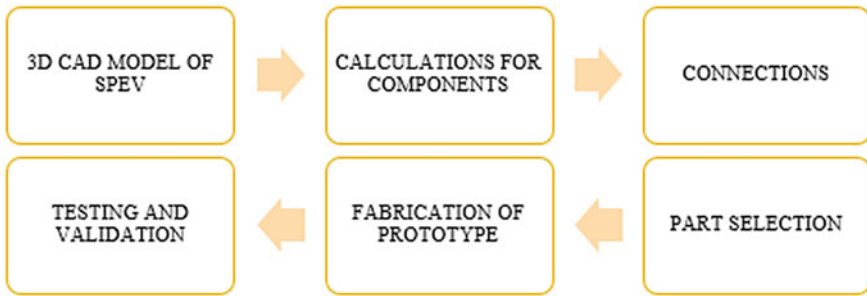 3D CAD MODEL OF
SPEV
CALCULATIONS FOR
COMPONENTS
CONNECTIONS
TESTING AND
VALIDATION
FABRICATION OF
PROTOTYPE
PART SELECTION